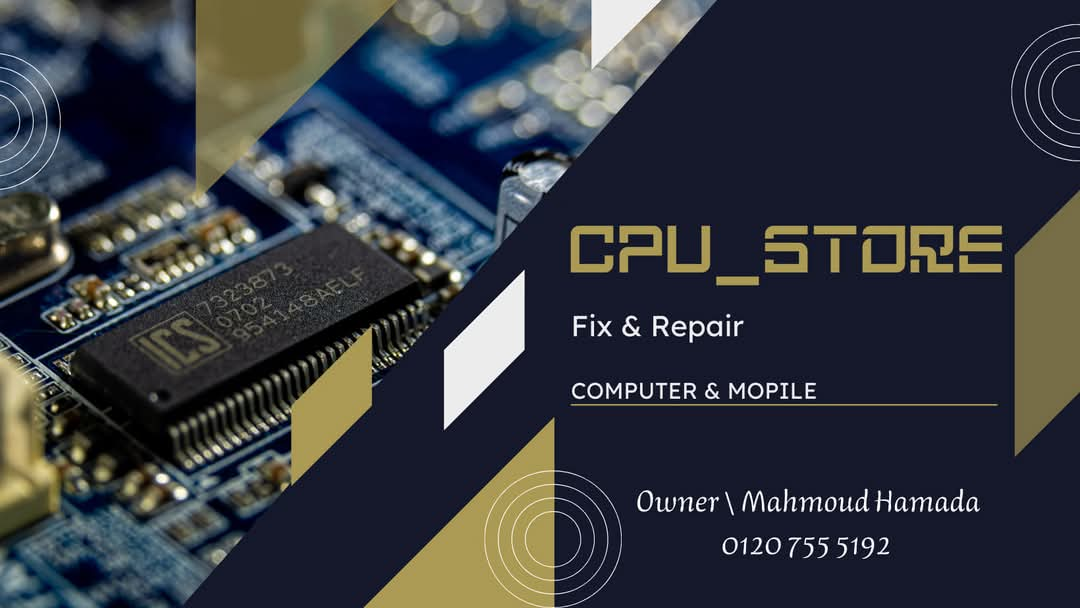 ICS
7323873
0702
954148AELF
CPU_STORE
Fix & Repair
COMPUTER & MOPILE
Owner \ Mahmoud Hamada
0120 755 5192